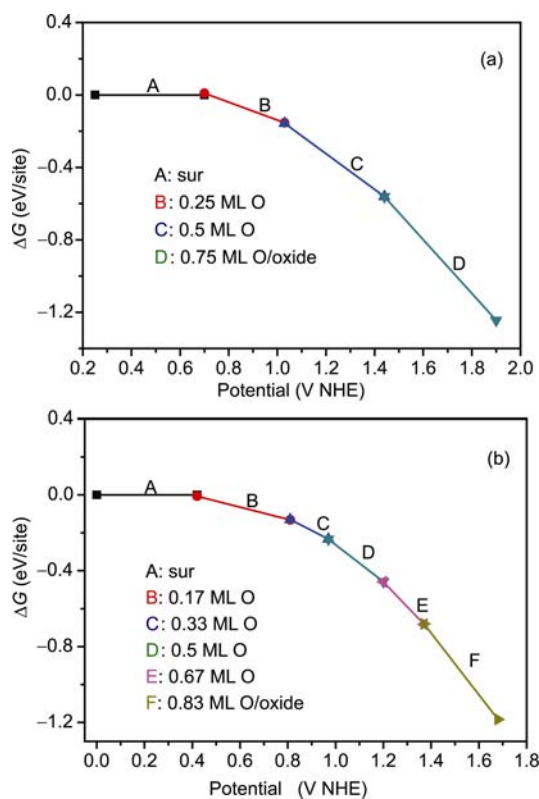 0.4
(a)
0.0
A
B
−0.4
C
A: sur
B: 0.25 ML O
C: 0.5 ML O
D: 0.75 ML O/oxide
−0.8
D
−1.2
ΔG (eV/site)
0.2 0.4 0.6 0.8 1.0 1.2 1.4 1.6 1.8 2.0
Potential (V NHE)
0.4
(b)
0.0
A
B
C
−0.4
D
A: sur
B: 0.17 ML O
C: 0.33 ML O
D: 0.5 ML O
E: 0.67 ML O
F: 0.83 ML O/oxide
E
−0.8
F
−1.2
ΔG (eV/site)
0.0 0.2 0.4 0.6 0.8 1.0 1.2 1.4 1.6 1.8
Potential (V NHE)